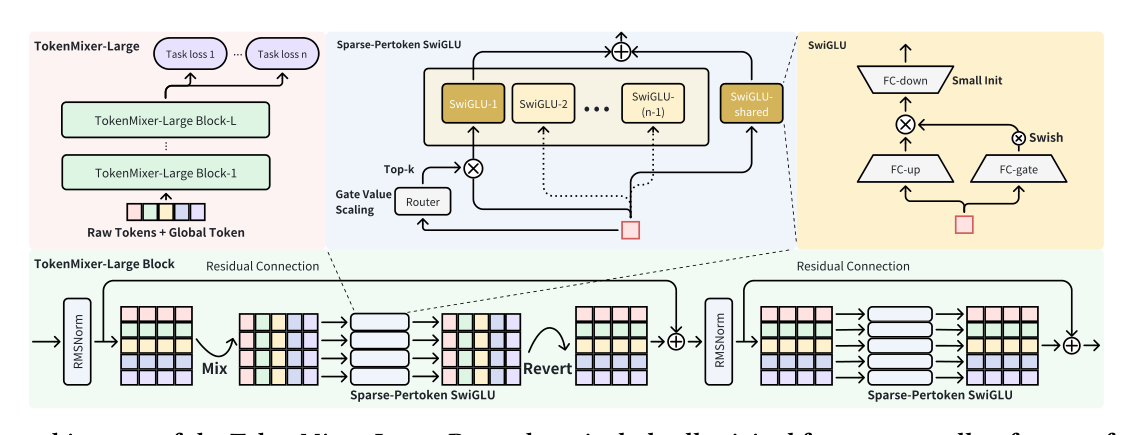 TokenMixer-Large
Task loss 1
...
Task loss n
TokenMixer-Large Block-L
TokenMixer-Large Block-1
Raw Tokens + Global Token
Sparse-Pertoken SwiGLU
SwiGLU-1
SwiGLU-2
SwiGLU-
(n-1)
SwiGLU-
shared
Top-k
Gate Value
Scaling
Router
SwiGLU
FC-down
Small Init
Swish
FC-up
FC-gate
TokenMixer-Large Block
Residual Connection
RMSNorm
Mix
Sparse-Pertoken SwiGLU
Revert
Residual Connection
RMSNorm
Sparse-Pertoken SwiGLU